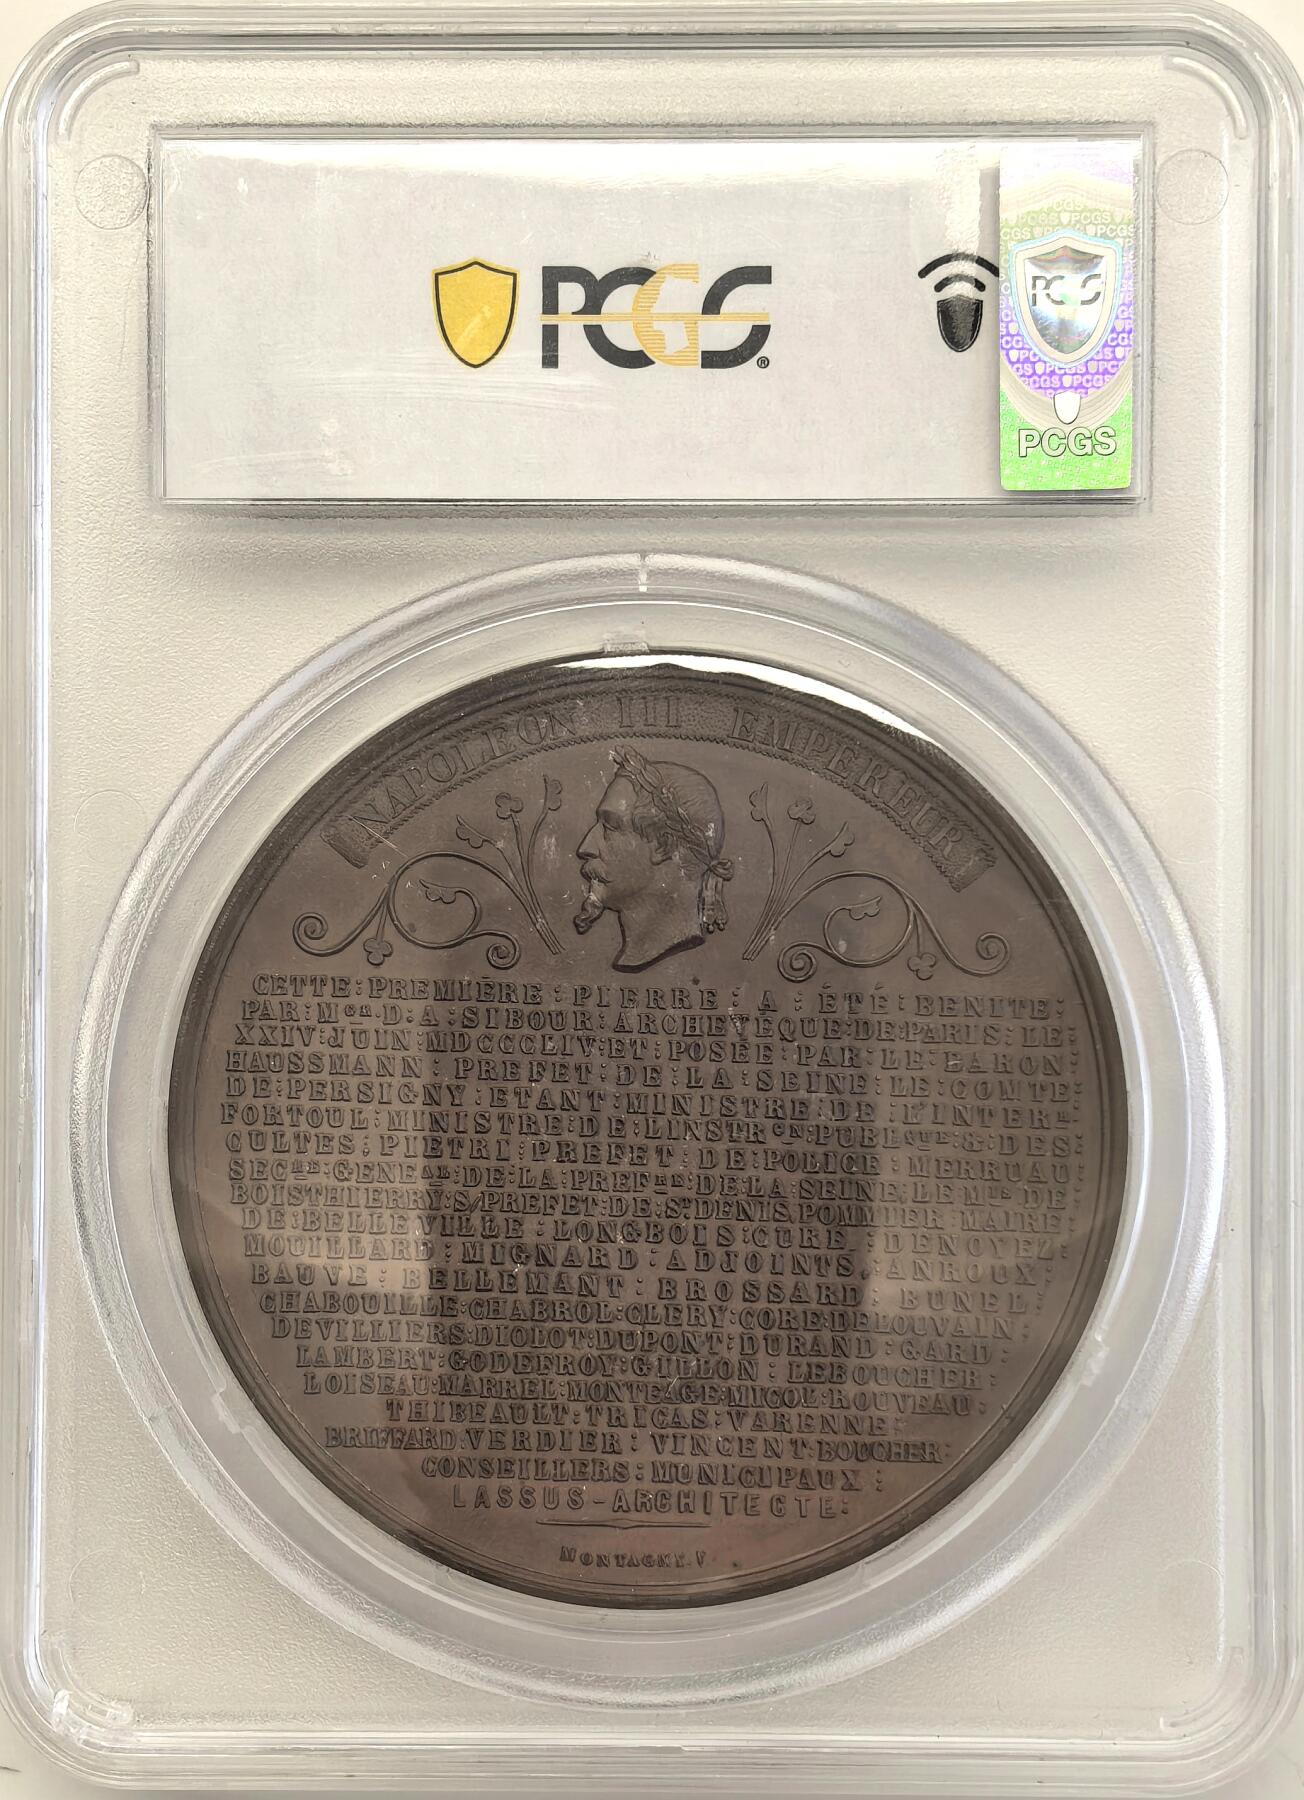 PCGS
PCGS
PCGS
NAPOLEON III EMPEREUR
CETTE : PREMIÈRE : PIERRE : A : ÉTÉ : BENITE :
PAR : MGR : D : A : SIBOUR : ARCHEVÊQUE : DE : PARIS : LE :
XXIV : JUIN : MDCCCLIV : ET : POSÉE : PAR : LE : BARON :
HAUSSMANN : PREFET : DE : LA : SEINE : LE : COMTE :
DE : PERSIGNY : ETANT : MINISTRE : DE : L'INTERR
FORTOUL : MINISTRE : DE : LINSTRON : PUBLQUE : & : DES :
CULTES : PIETRI : PREFET : DE : POLICE : MERRUAU :
SECRE : GENEAL : DE : LA : PREFRE : DE : LA : SEINE : LE MIS DE :
BOISTHIERRY : S/PREFET : DE : ST DENIS, POMMIER MAIRE :
DE : BELLEVILLE : LONGBOIS : CURE : DENOYEZ :
MOUILLARD : MIGNARD : ADJOINTS, ANROUX :
BAUVE : BELLEMANT : BROSSARD : BUNEL :
CHABOUILLE : CHABROL : CLERY : CORE : DELOUVAIN :
DEVILLIERS : DIOLOT : DUPONT : DURAND : GARD :
LAMBERT : GODEFROY : GILLON : LEBOUCHER :
LOISEAU : MARREL : MONTEAGE : MICOL : ROUVEAU :
THIBEAULT : TRICAS : VARENNE :
BRIFFARD : VERDIER : VINCENT : BOUCHER :
CONSEILLERS : MUNICIPAUX :
LASSUS - ARCHITECTE :
MONTAGNY. V.